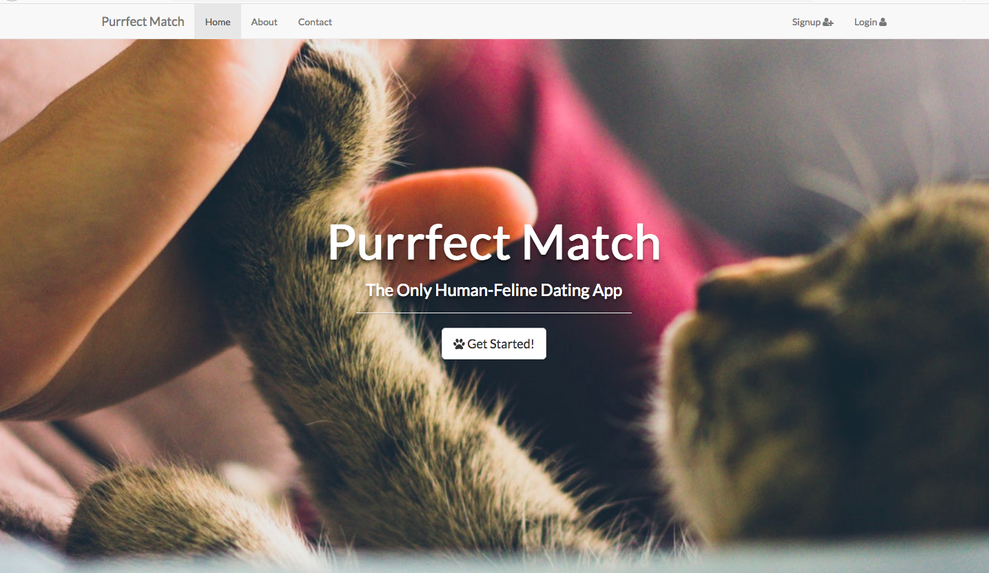 Purrfect Match Home About Contact Signup Login
Purrfect Match
The Only Human-Feline Dating App
Get Started!